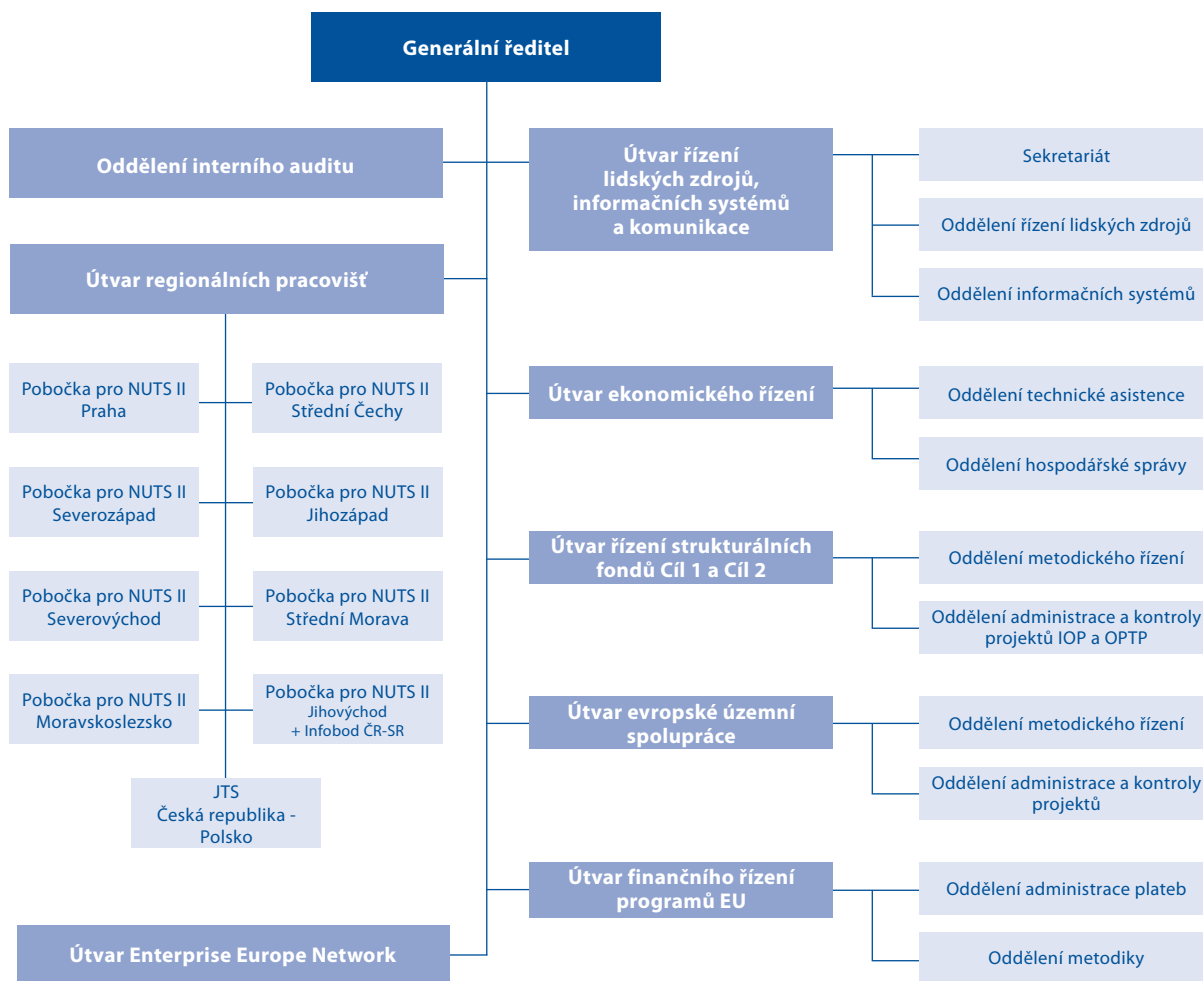 Generální ředitel
Oddělení interního auditu
Útvar regionálních pracovišť
Pobočka pro NUTS II
Praha
Pobočka pro NUTS II
Střední Čechy
Pobočka pro NUTS II
Severozápad
Pobočka pro NUTS II
Jihozápad
Pobočka pro NUTS II
Severovýchod
Pobočka pro NUTS II
Střední Morava
Pobočka pro NUTS II
Moravskoslezsko
Pobočka pro NUTS II
Jihovýchod
+ Infobod ČR-SR
JTS
Česká republika -
Polsko
Útvar Enterprise Europe Network
Útvar řízení
lidských zdrojů,
informačních systémů
a komunikace
Sekretariát
Oddělení řízení lidských zdrojů
Oddělení informačních systémů
Útvar ekonomického řízení
Oddělení technické asistence
Oddělení hospodářské správy
Útvar řízení strukturálních
fondů Cíl 1 a Cíl 2
Oddělení metodického řízení
Oddělení administrace a kontroly
projektů IOP a OPTP
Útvar evropské územní
spolupráce
Oddělení metodického řízení
Oddělení administrace a kontroly
projektů
Útvar finančního řízení
programů EU
Oddělení administrace plateb
Oddělení metodiky